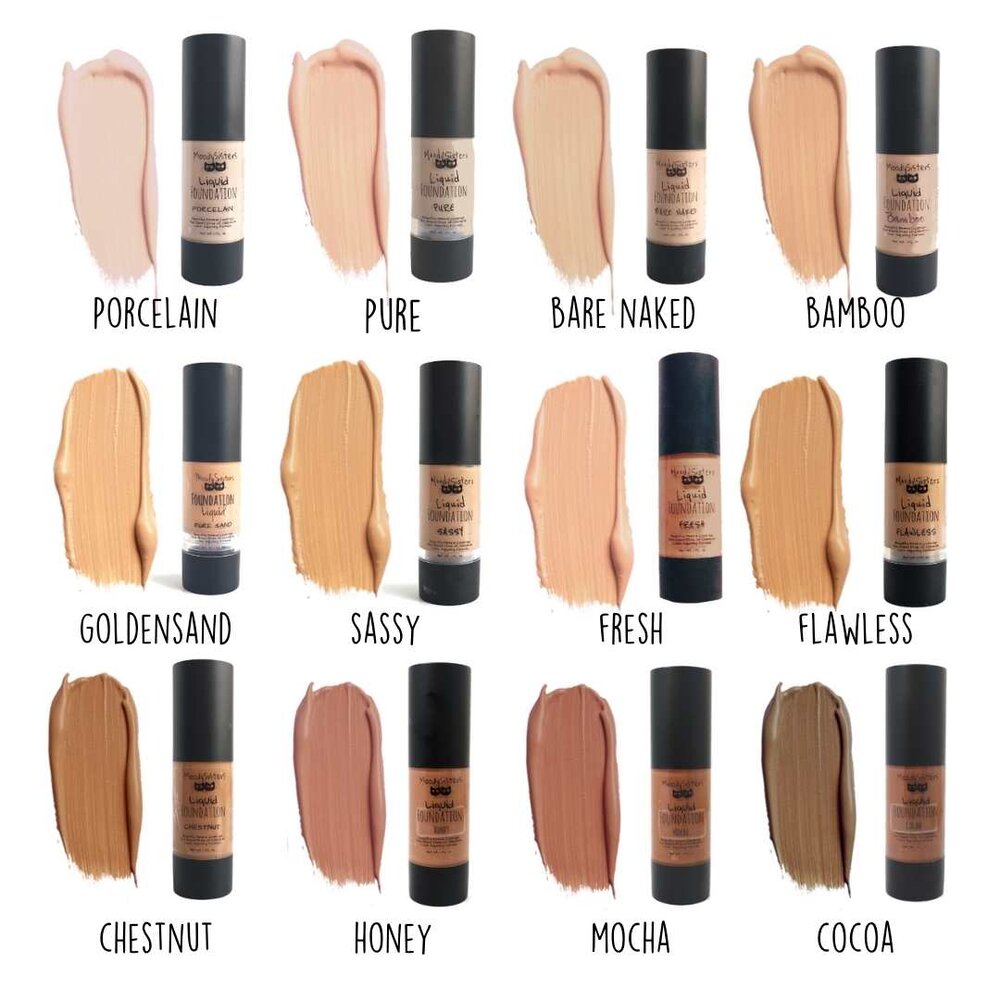 MoodySisters
Liquid
FOUNDATION
PORCELAIN
PORCELAIN
MoodySisters
Liquid
FOUNDATION
PURE
PURE
MoodySisters
Liquid
FOUNDATION
BARE NAKED
BARE NAKED
MoodySisters
Liquid
FOUNDATION
Bamboo
BAMBOO
MoodySisters
FOUNDATION
Liquid
PURE SAND
GOLDENSAND
MoodySisters
Liquid
FOUNDATION
SASSY
SASSY
MoodySisters
Liquid
FOUNDATION
FRESH
FRESH
MoodySisters
Liquid
FOUNDATION
FLAWLESS
FLAWLESS
MoodySisters
Liquid
FOUNDATION
CHESTNUT
CHESTNUT
MoodySisters
Liquid
FOUNDATION
HONEY
HONEY
MoodySisters
Liquid
FOUNDATION
MOCHA
MOCHA
MoodySisters
Liquid
FOUNDATION
COCOA